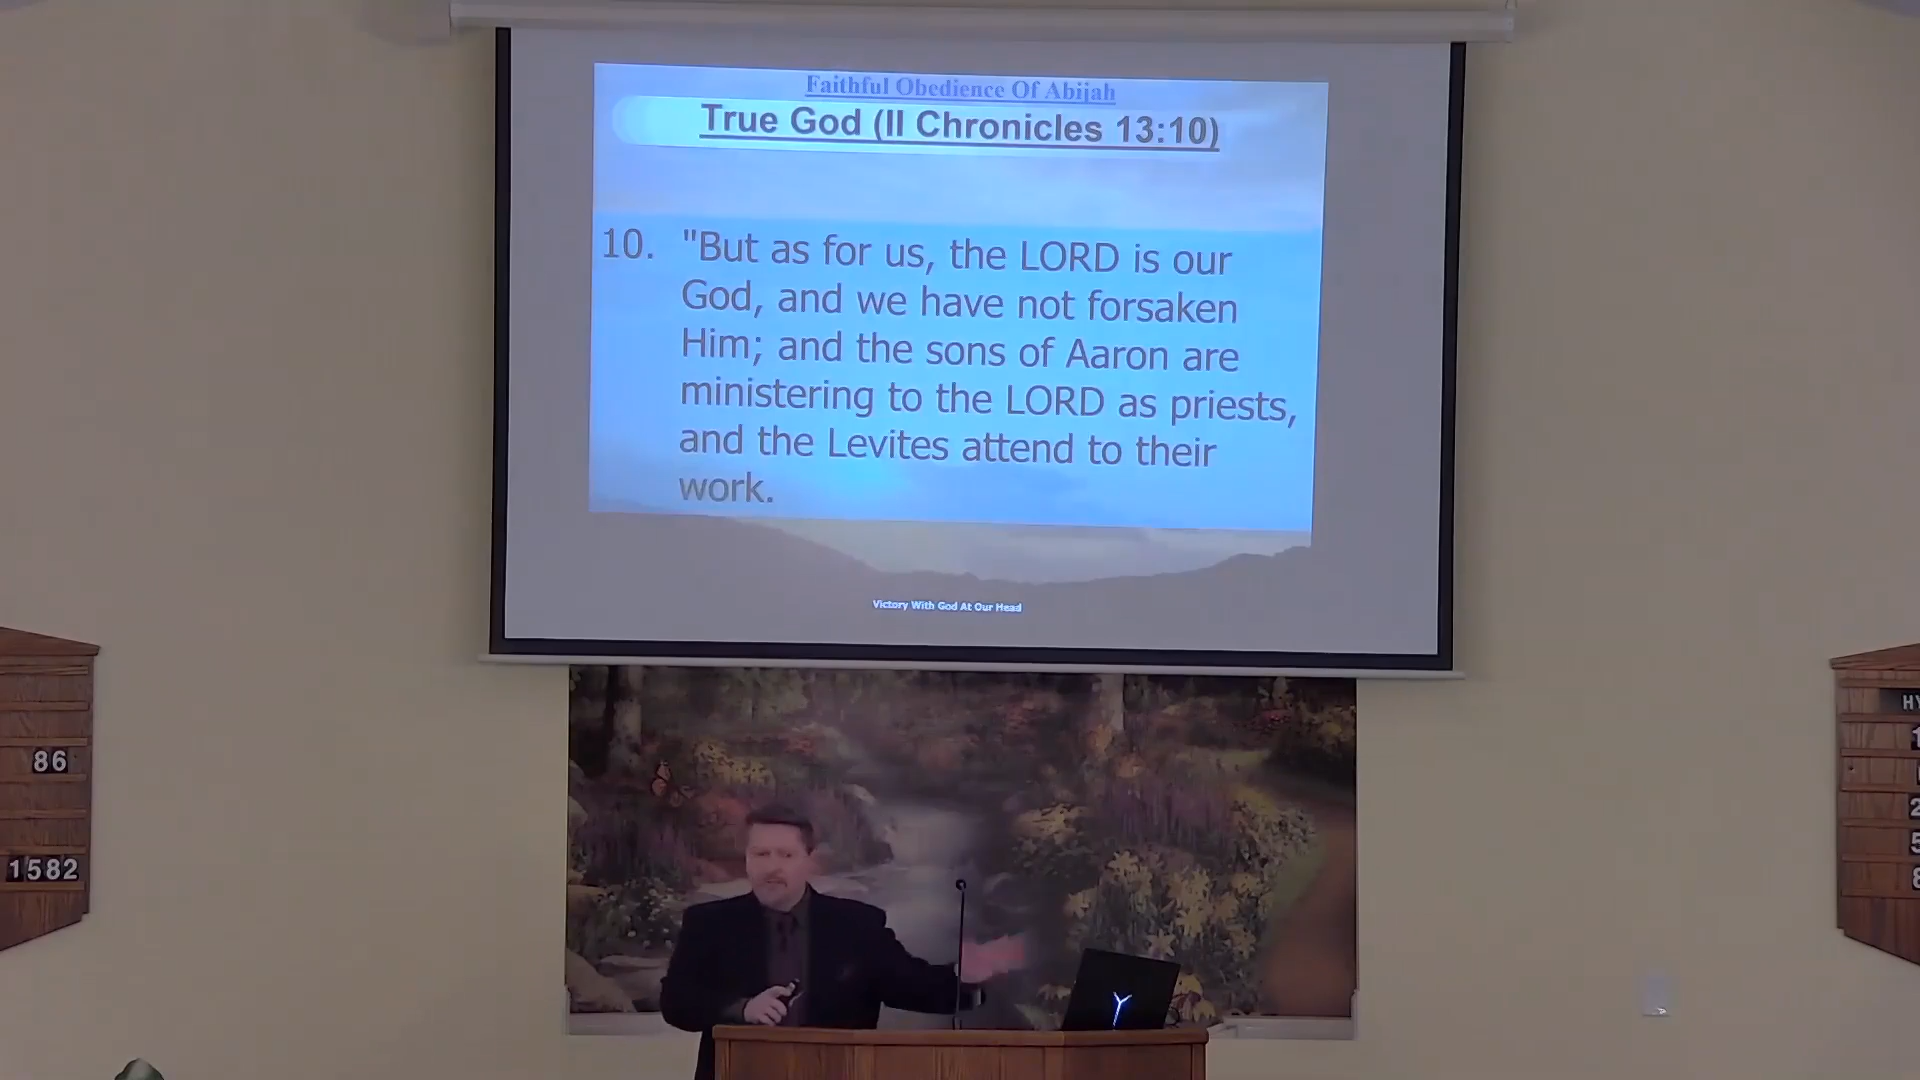 Faithful Obedience Of Abijah
True God (II Chronicles 13:10)
10. "But as for us, the LORD is our
God, and we have not forsaken
Him; and the sons of Aaron are
ministering to the LORD as priests,
and the Levites attend to their
work.
Victory With God At Our Head
86
1582